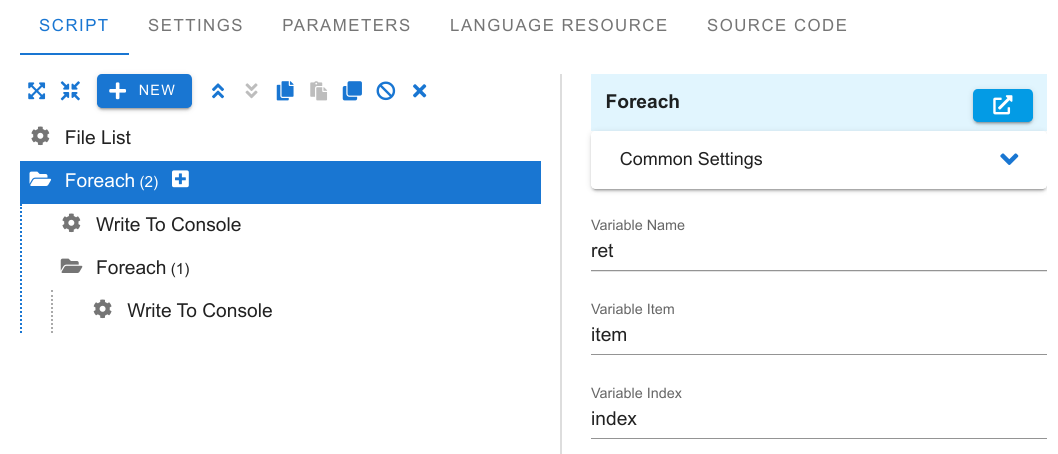 SCRIPT SETTINGS PARAMETERS LANGUAGE RESOURCE SOURCE CODE
NEW
File List
Foreach (2)
Write To Console
Foreach (1)
Write To Console
Foreach
Common Settings
Variable Name
ret
Variable Item
item
Variable Index
index